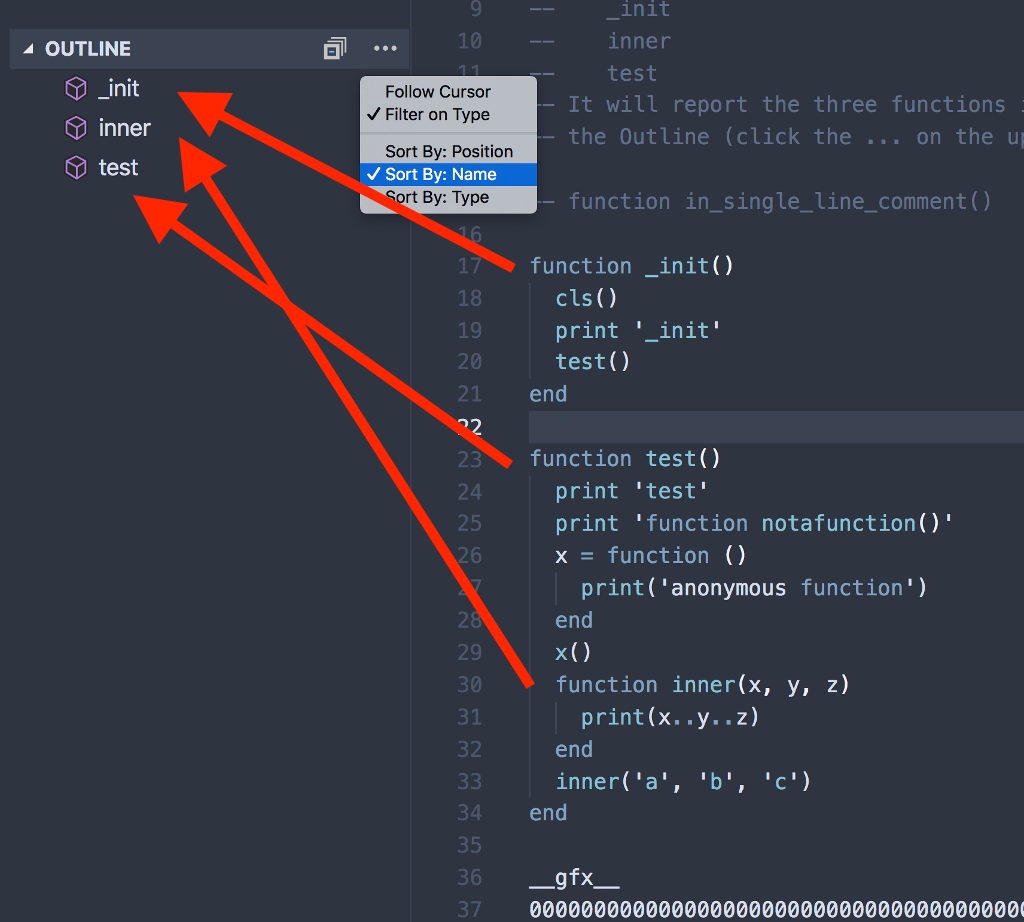 OUTLINE
_init
inner
test
Follow Cursor
✓ Filter on Type
Sort By: Position
✓ Sort By: Name
Sort By: Type
9 -- _init
10 -- inner
11 -- test
-- It will report the three functions
-- the Outline (click the ... on the
-- function in_single_line_comment()
16
17 function _init()
18 cls()
19 print '_init'
20 test()
21 end
22
23 function test()
24 print 'test'
25 print 'function notafunction()'
26 x = function ()
27 print('anonymous function')
28 end
29 x()
30 function inner(x, y, z)
31 print(x..y..z)
32 end
33 inner('a', 'b', 'c')
34 end
35
36 __gfx__
37 000000000000000000000000000000000000000